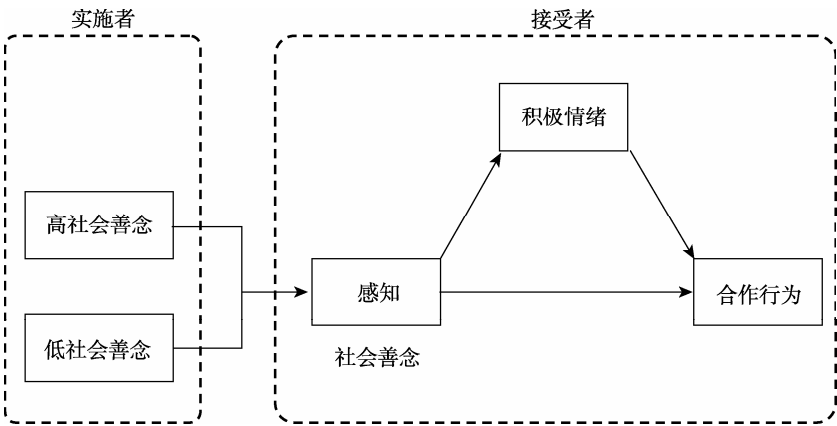 实施者
接受者
积极情绪
高社会善念
感知
合作行为
低社会善念
社会善念